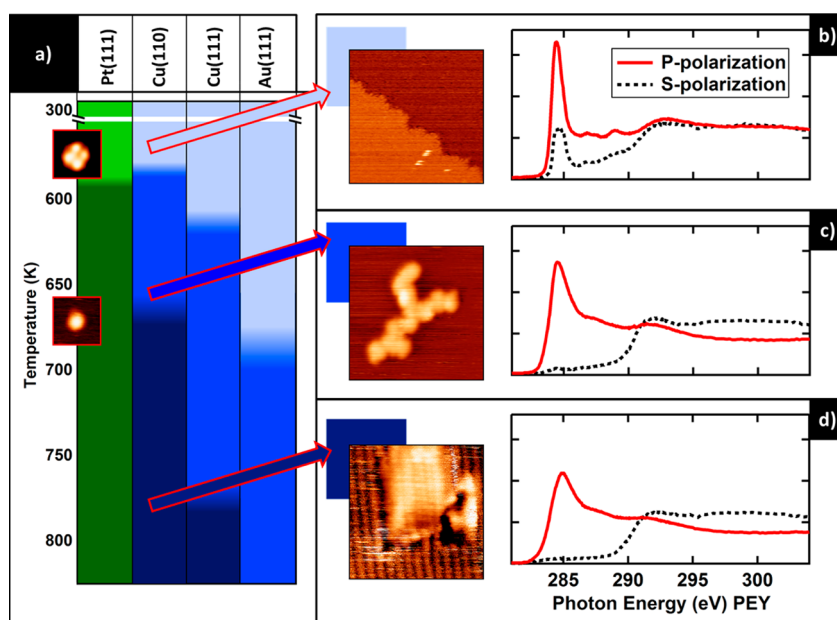 a)
Pt(111)
Cu(110)
Cu(111)
Au(111)
300
600
650
700
750
800
Temperature (K)
b)
P-polarization
S-polarization
c)
d)
285 290 295 300
Photon Energy (eV) PEY